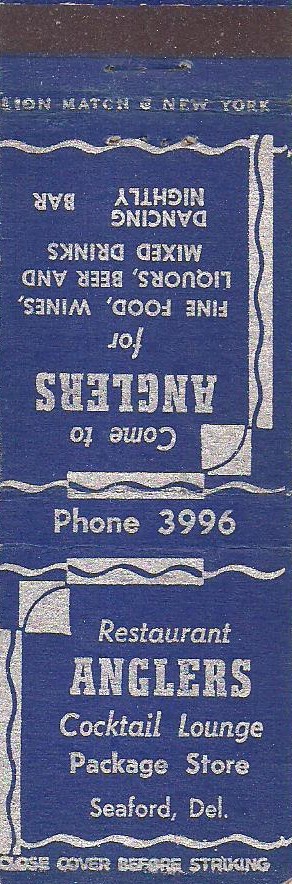 LION MATCH © NEW YORK
Come to
ANGLERS
for
FINE FOOD, WINES,
LIQUORS, BEER AND
MIXED DRINKS
DANCING
NIGHTLY BAR
Phone 3996
Restaurant
ANGLERS
Cocktail Lounge
Package Store
Seaford, Del.
CLOSE COVER BEFORE STRIKING